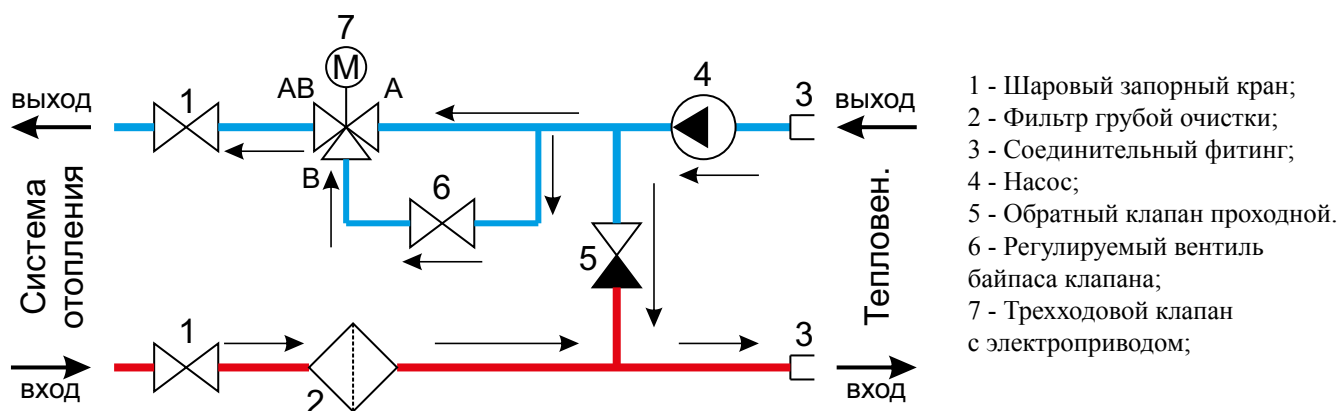 7
M
AB
A
4
1
3
выход
выход
B
6
5
Система
отопления
Тепловен.
1
3
вход
вход
2
1 - Шаровый запорный кран;
2 - Фильтр грубой очистки;
3 - Соединительный фитинг;
4 - Насос;
5 - Обратный клапан проходной.
6 - Регулируемый вентиль
байпаса клапана;
7 - Трехходовой клапан
с электроприводом;